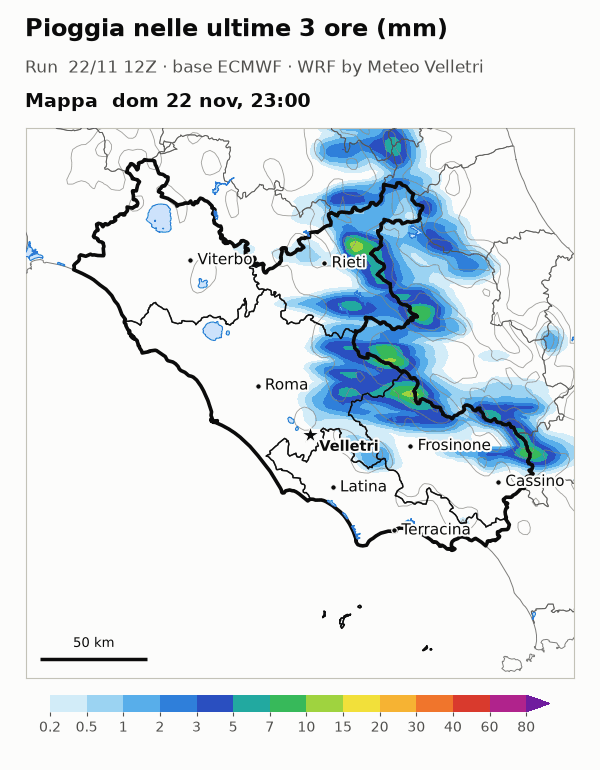 Pioggia nelle ultime 3 ore (mm)
Run  22/11 12Z · base ECMWF · WRF by Meteo Velletri
Mappa  dom 22 nov, 23:00
Viterbo
Rieti
Roma
Velletri
Frosinone
Latina
Cassino
Terracina
50 km
0.2 0.5 1 2 3 5 7 10 15 20 30 40 60 80